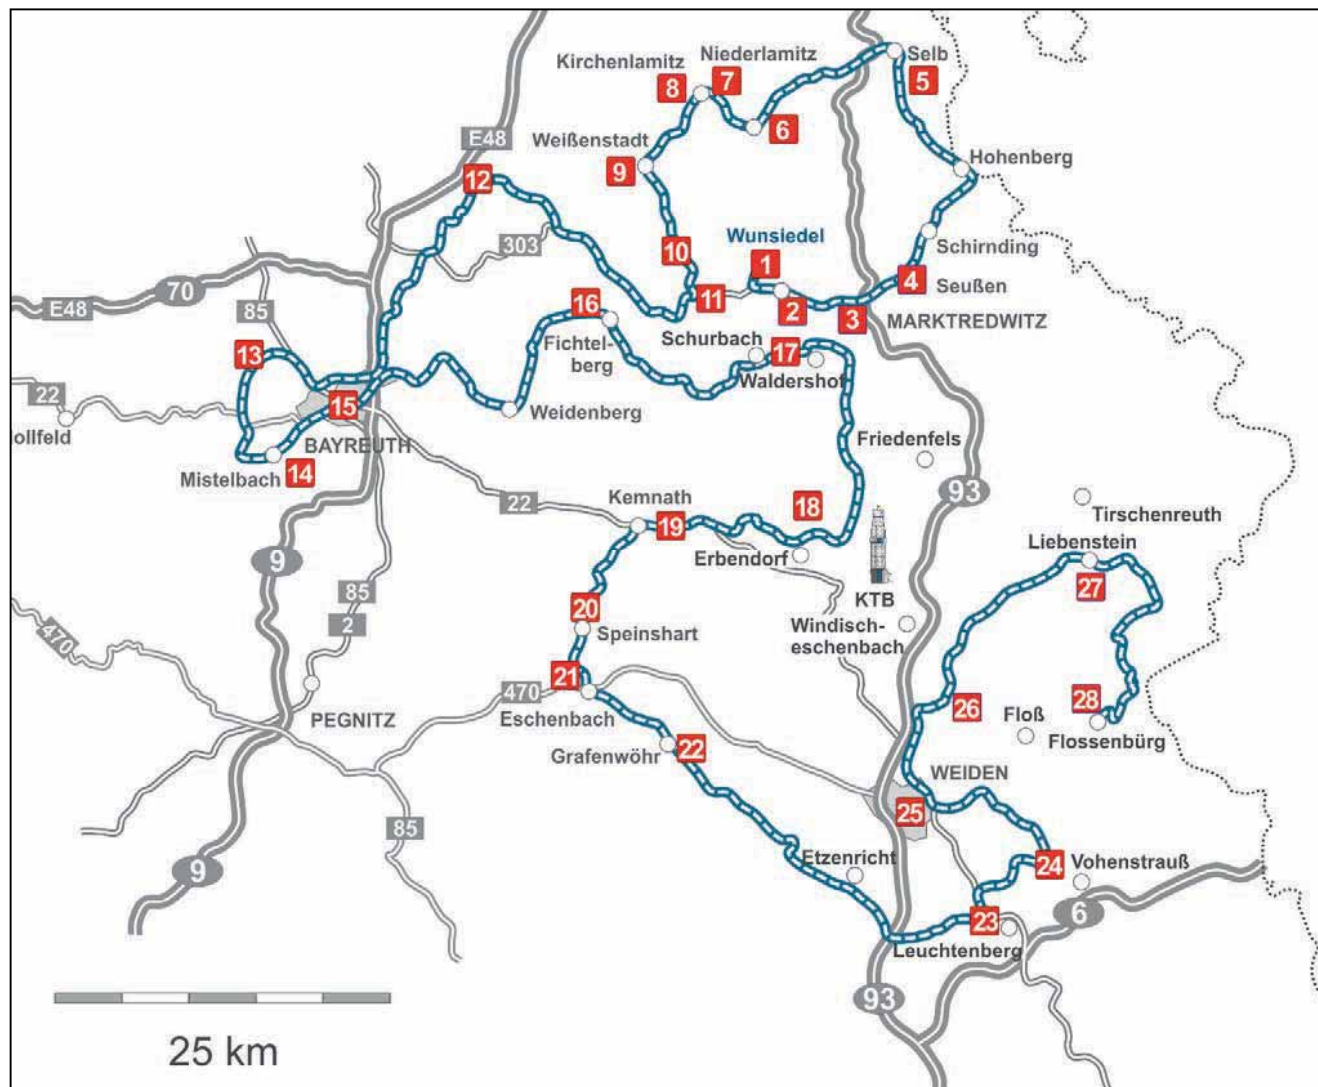 Kirchenlamitz
Niederlamitz
Selb
8
7
5
6
E48
Weißenstadt
9
Hohenberg
12
Wunsiedel
Schirnding
303
10
1
4
Seußen
70
E48
85
16
11
2
3
MARKTREDWITZ
Schurbach
17
13
Fichtel-
berg
Waldershof
22
15
Weidenberg
ollfeld
BAYREUTH
Friedenfels
Mistelbach
14
93
22
Kemnath
18
Tirschenreuth
19
Erbendorf
Liebenstein
9
27
85
KTB
20
2
Speinshart
Windisch-
eschenbach
470
21
470
28
26
Floß
Eschenbach
Flossenbürg
PEGNITZ
Grafenwöhr
22
WEIDEN
25
85
Etzenricht
24
Vohenstrauß
9
23
6
Leuchtenberg
93
25 km